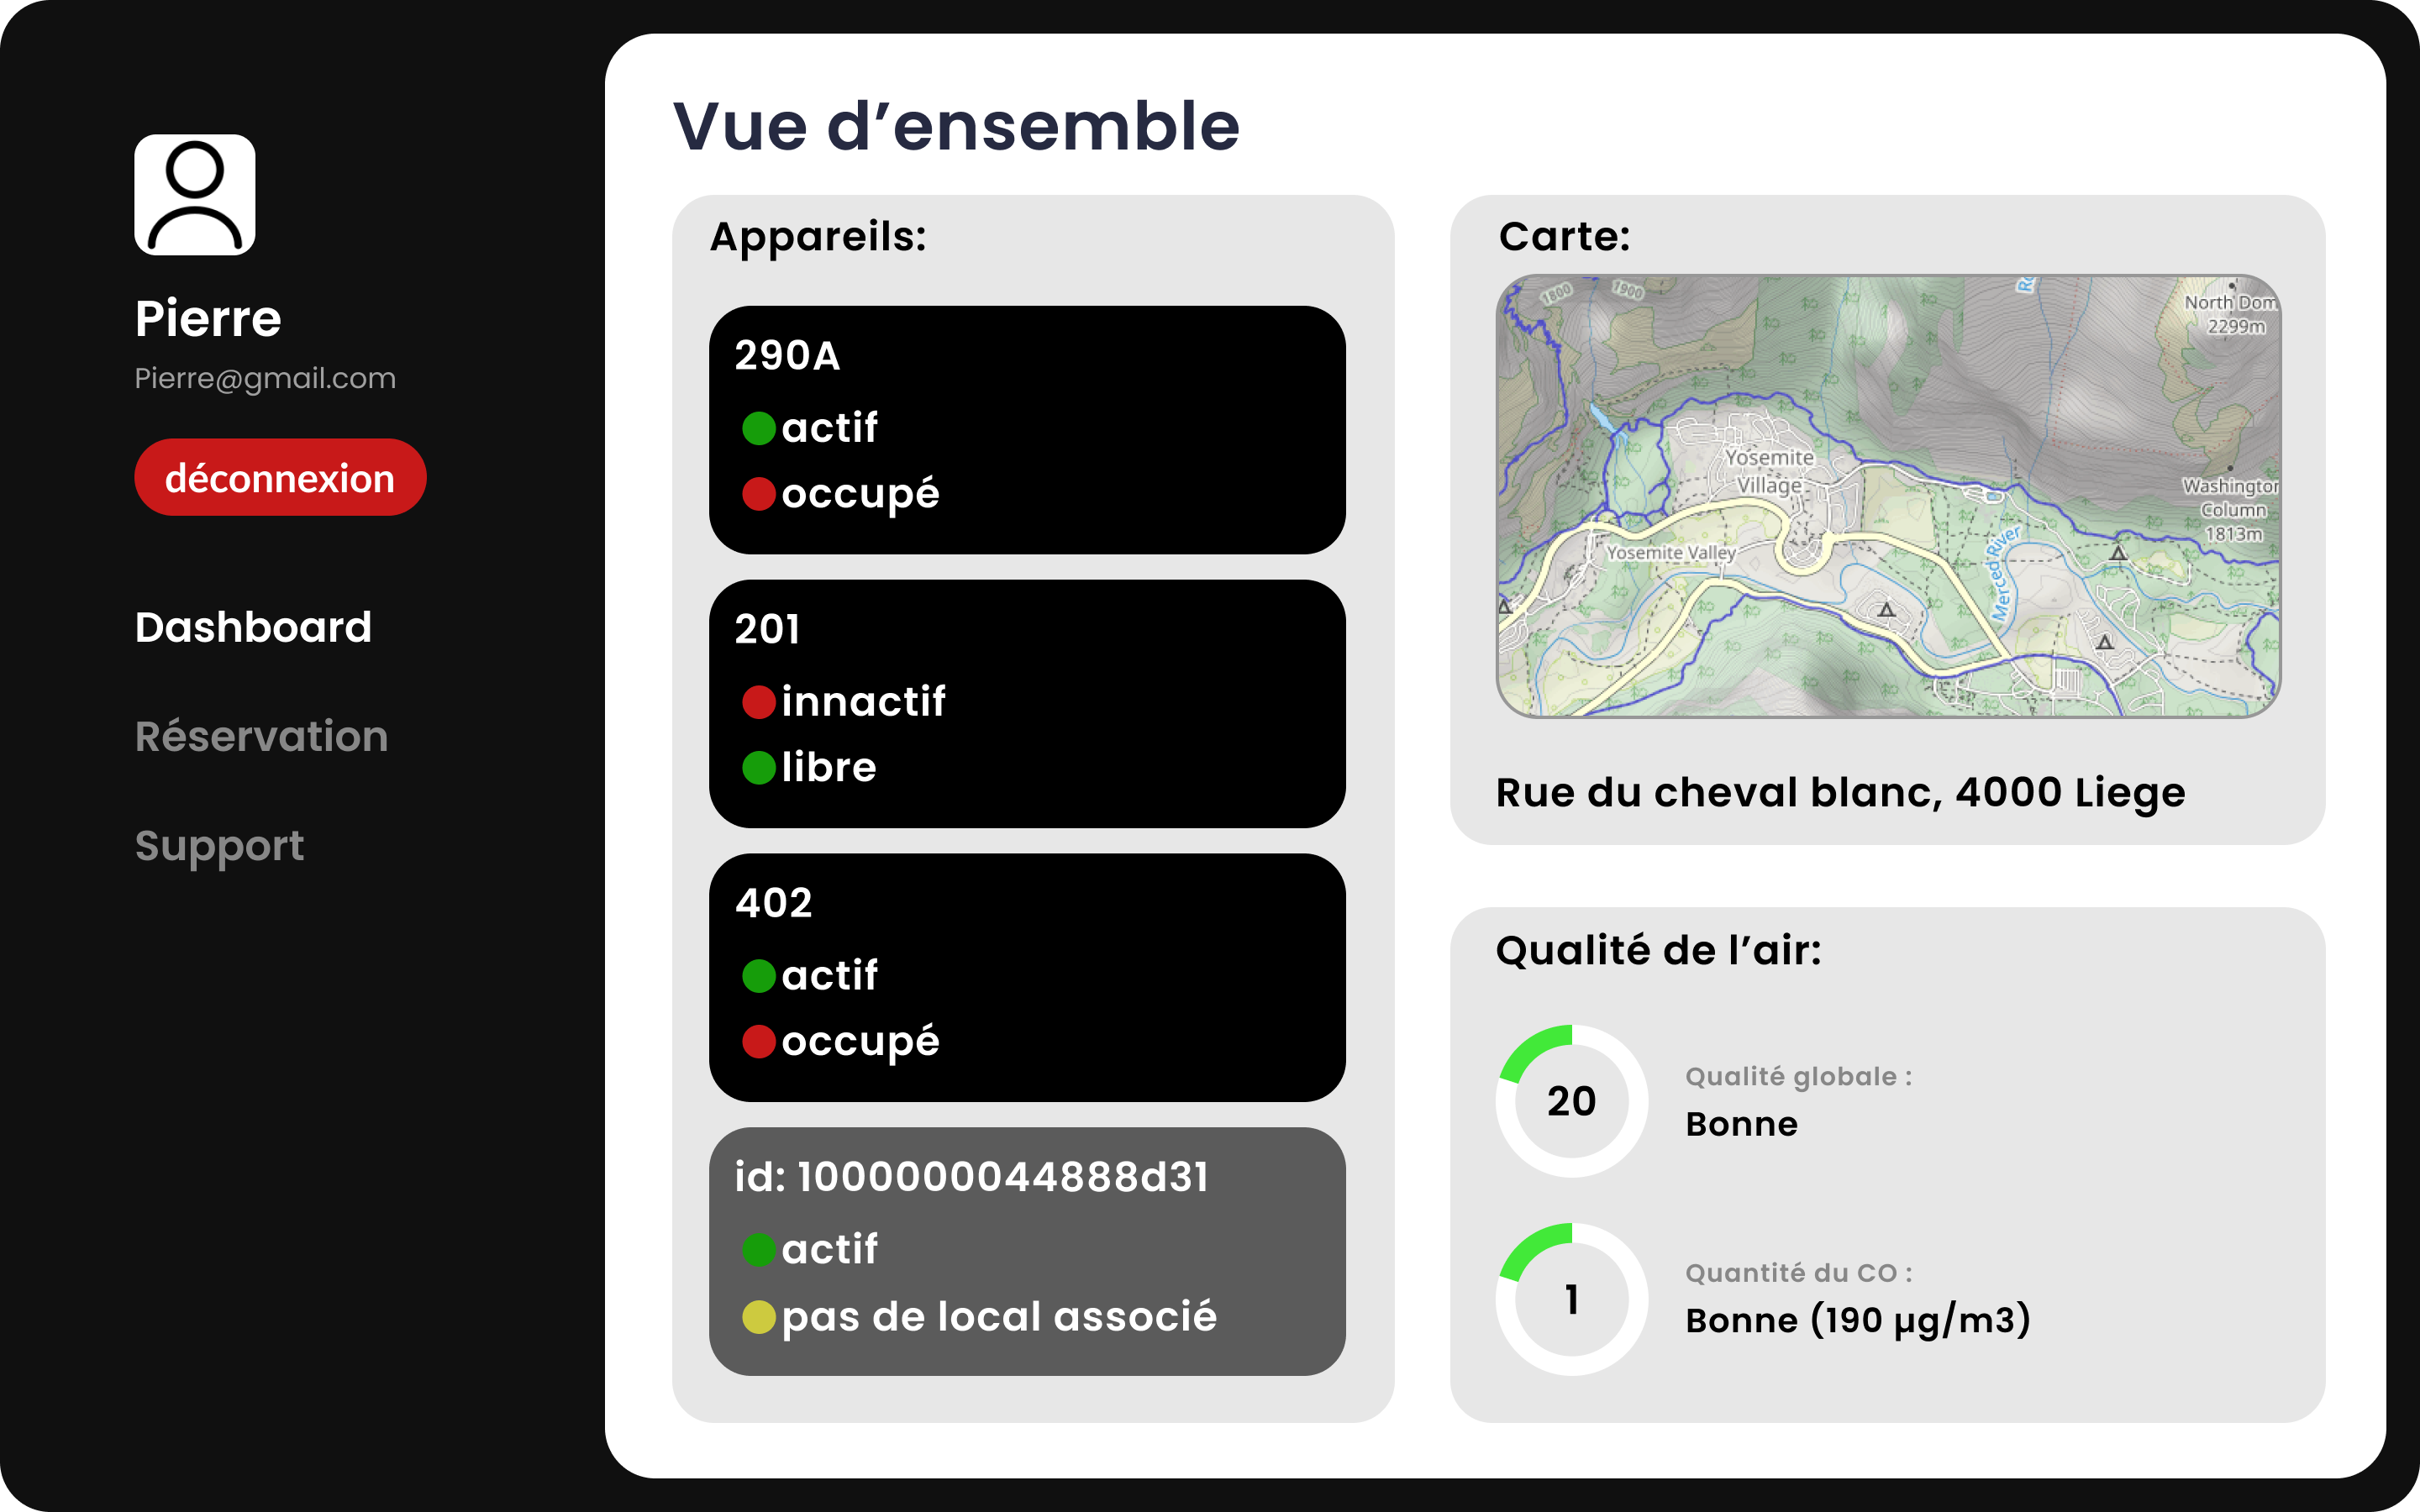 Pierre
Pierre@gmail.com
déconnexion
Dashboard
Réservation
Support
Vue d’ensemble
Appareils:
290A
actif
occupé
201
innactif
libre
402
actif
occupé
id: 1000000044888d31
actif
pas de local associé
Carte:
1800
1900
North Dom
2299m
Yosemite
Village
Washington
Column
1813m
Yosemite Valley
Merced River
Rue du cheval blanc, 4000 Liege
Qualité de l’air:
20
Qualité globale :
Bonne
1
Quantité du CO :
Bonne (190 µg/m3)